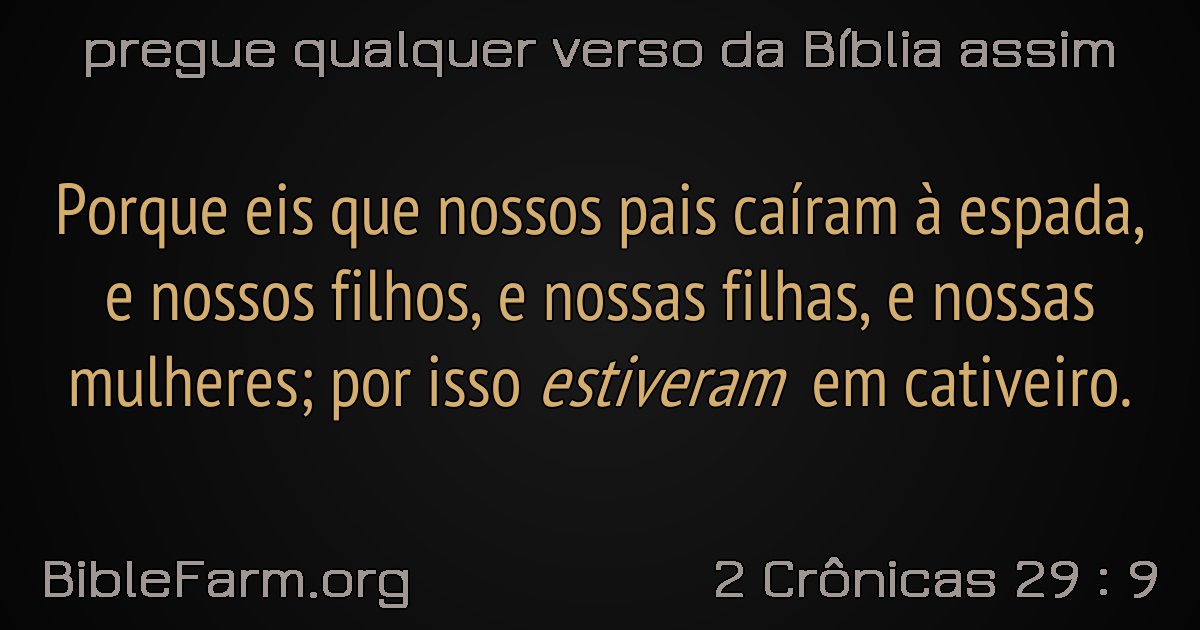 pregue qualquer verso da Bíblia assim
Porque eis que nossos pais caíram à espada,
e nossos filhos, e nossas filhas, e nossas
mulheres; por isso estiveram em cativeiro.
BibleFarm.org
2 Crônicas 29 : 9